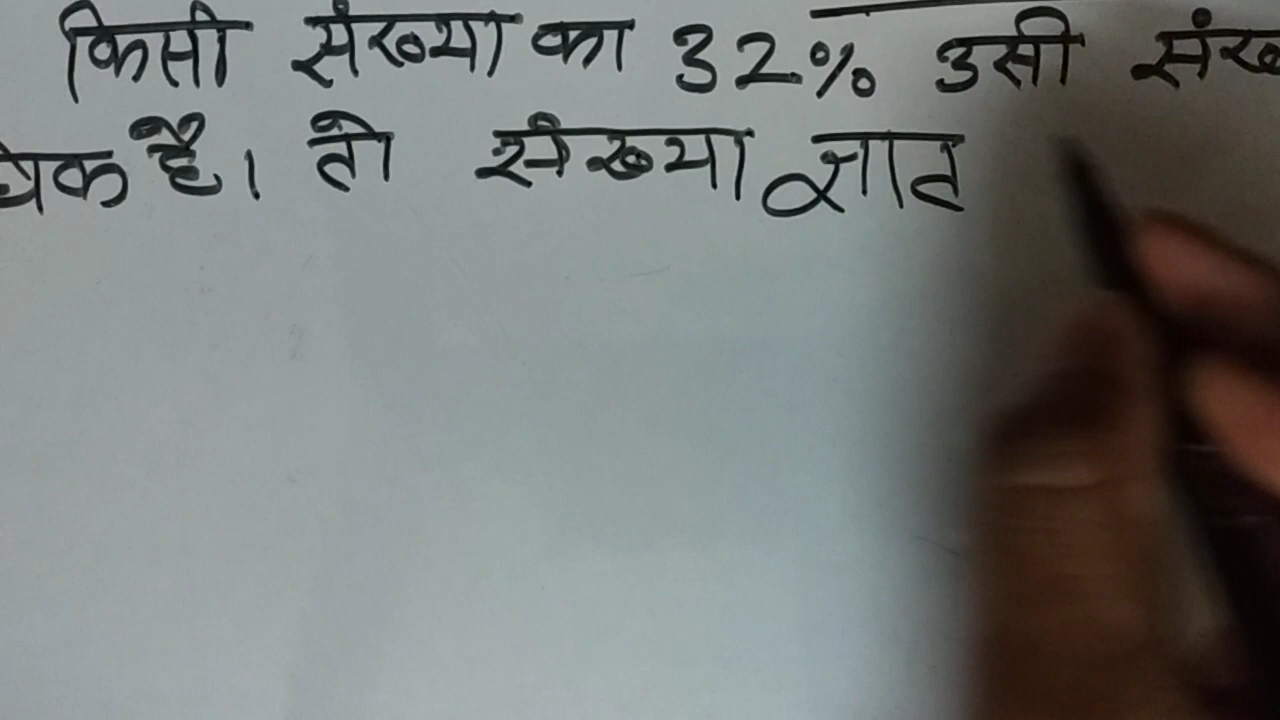 किसी संख्या का 32% उसी संख
धिक है। तो संख्या ज्ञात